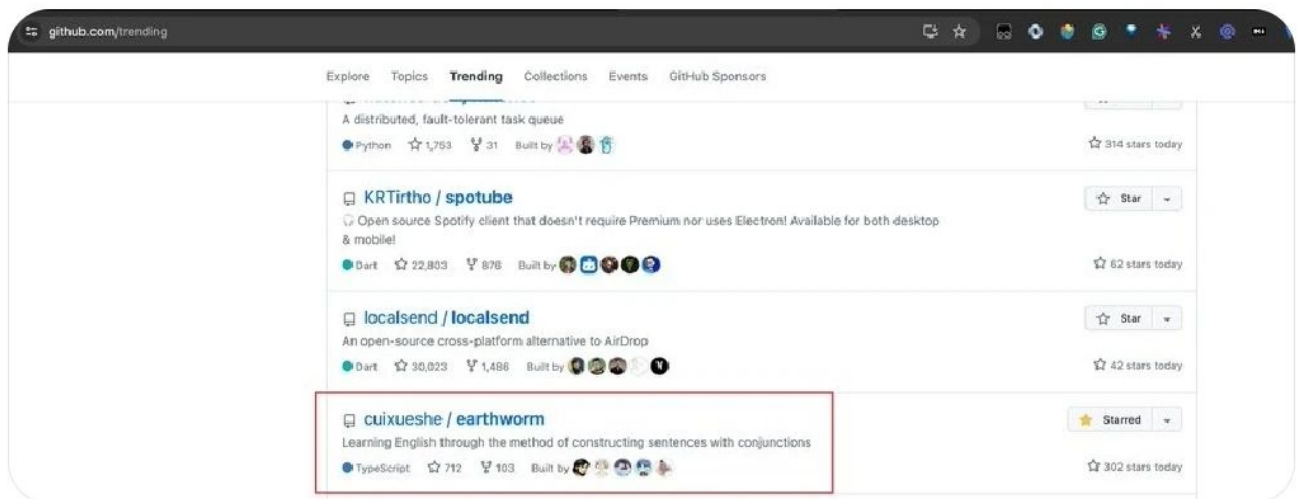 github.com/trending
Explore Topics Trending Collections Events GitHub Sponsors
A distributed, fault-tolerant task queue
Python 1,753 31 Built by
314 stars today
KRTirtho / spotube
Star
Open source Spotify client that doesn't require Premium nor uses Electron! Available for both desktop
& mobile!
Dart 22,803 878 Built by
62 stars today
localsend / localsend
Star
An open-source cross-platform alternative to AirDrop
Dart 30,023 1,486 Built by
42 stars today
cuixueshe / earthworm
Starred
Learning English through the method of constructing sentences with conjunctions
TypeScript 712 103 Built by
302 stars today